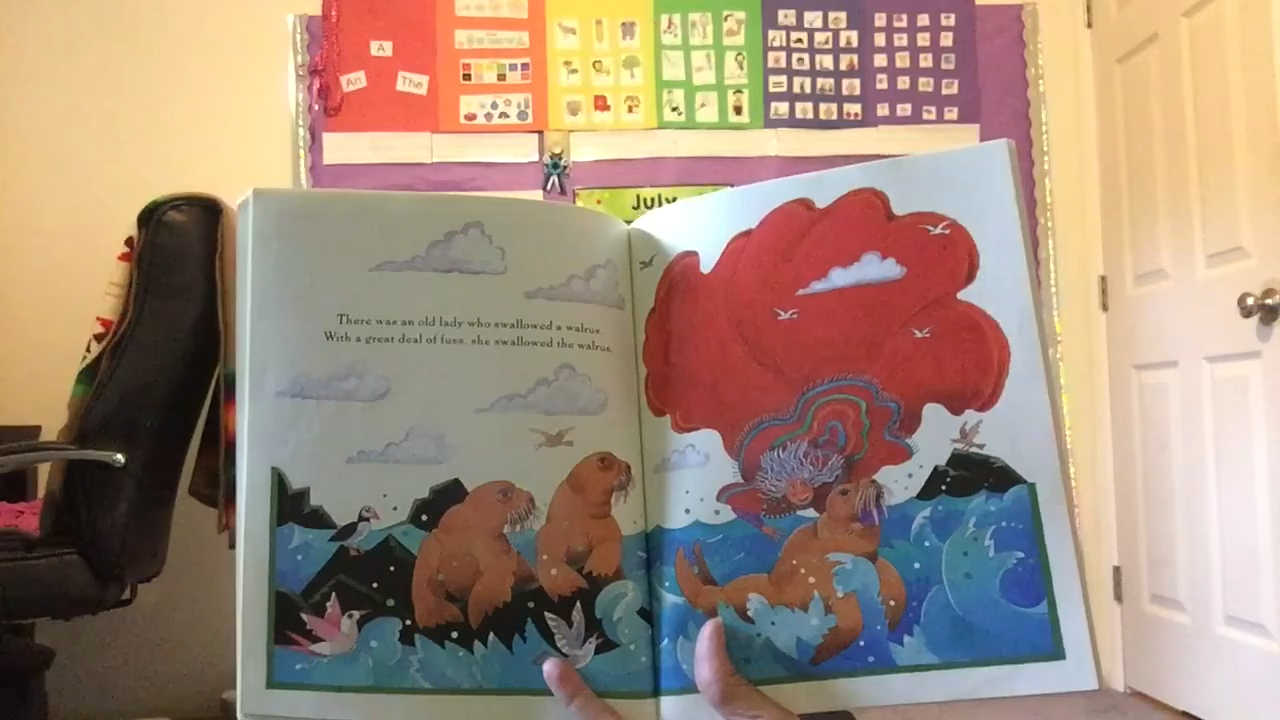 A
An
The
July
There was an old lady who swallowed a walrus.
With a great deal of fuss, she swallowed the walrus.